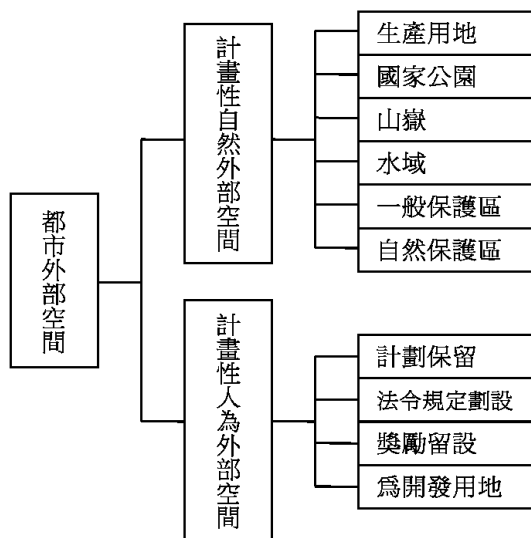 都市外部空間
計畫性自然外部空間
生產用地
國家公園
山嶽
水域
一般保護區
自然保護區
計畫性人為外部空間
計劃保留
法令規定劃設
獎勵留設
爲開發用地